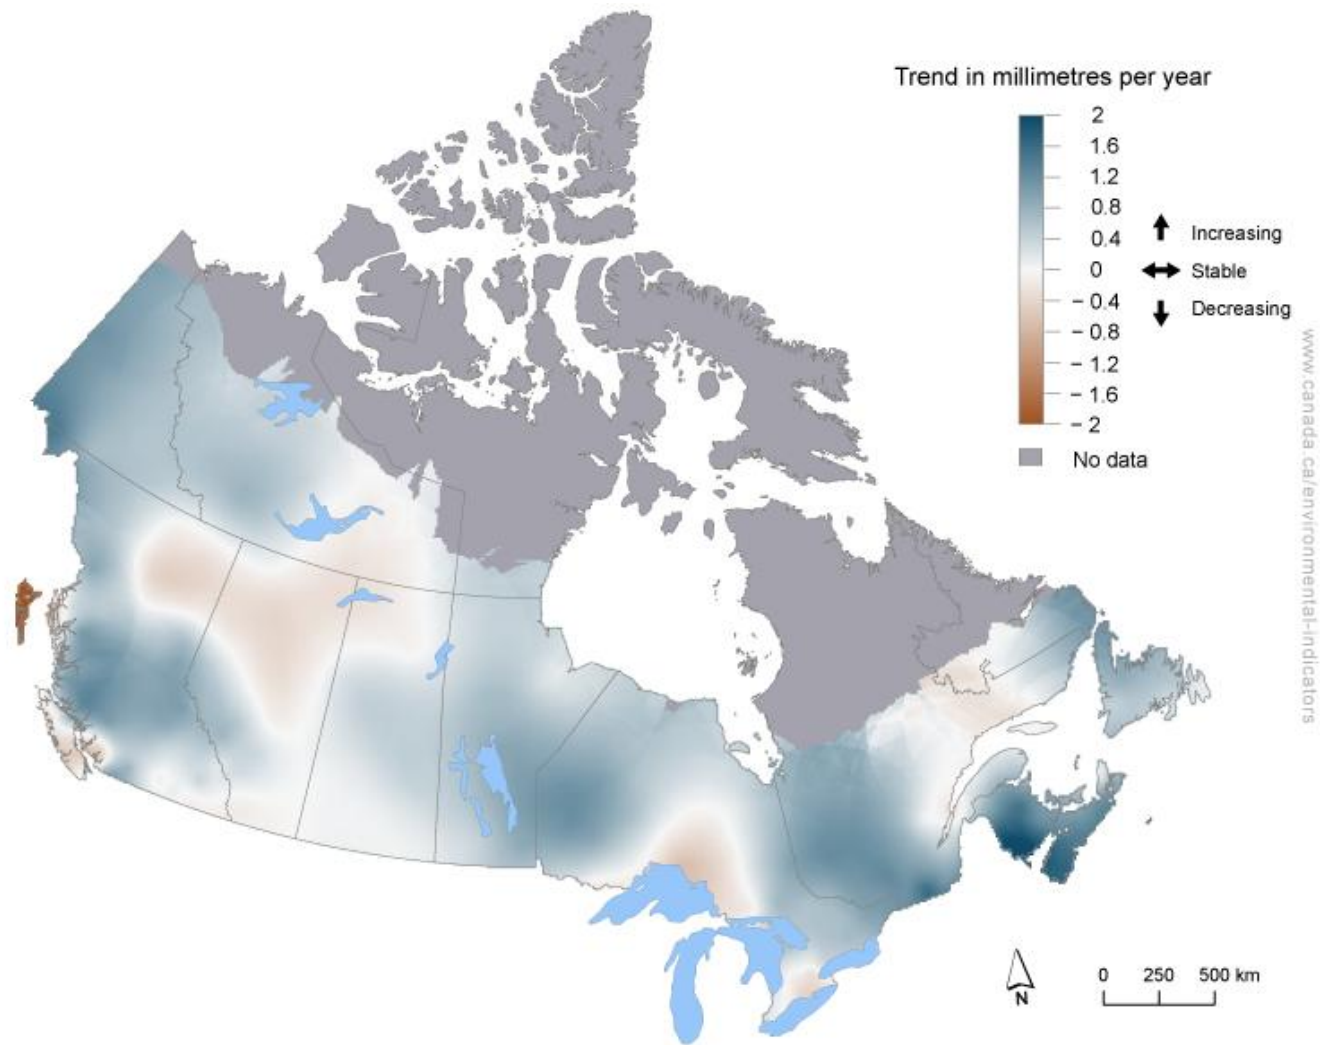 Trend in millimetres per year
2
1.6
1.2
0.8
0.4
0
− 0.4
− 0.8
− 1.2
− 1.6
− 2
Increasing
Stable
Decreasing
No data
www.canada.ca/environmental-indicators
N
0 250 500 km